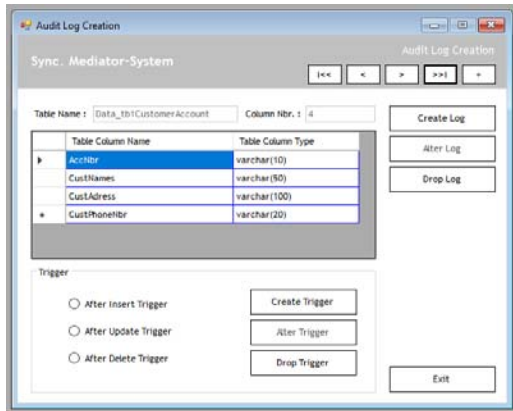 Audit Log Creation
Audit Log Creation
Sync. Mediator-System
|<< < > >>| +
Table Name : Data_tb1CustomerAccount Column Nbr. : 4
Create Log
Table Column Name Table Column Type
Alter Log
AccNbr varchar(10)
CustNames varchar(50)
Drop Log
CustAdress varchar(100)
CustPhoneNbr varchar(20)
Trigger
After Insert Trigger Create Trigger
After Update Trigger Alter Trigger
After Delete Trigger Drop Trigger
Exit